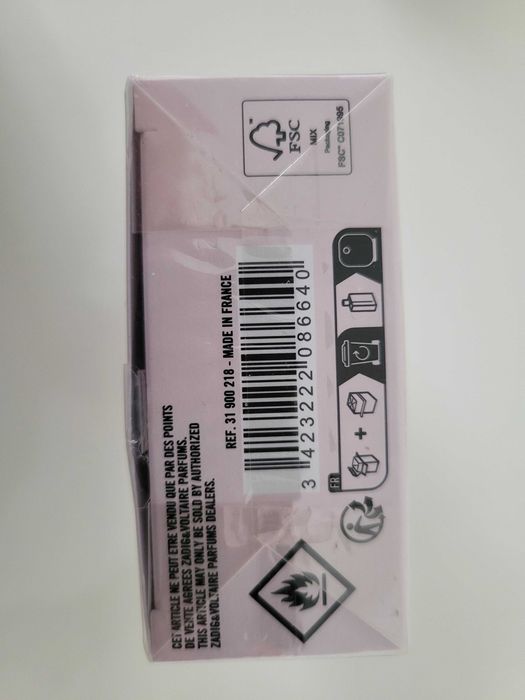 CET ARTICLE NE PEUT ETRE VENDU QUE PAR DES POINTS
DE VENTE AGREES ZADIG&VOLTAIRE PARFUMS.
THIS ARTICLE MAY ONLY BE SOLD BY AUTHORIZED
ZADIG&VOLTAIRE PARFUMS DEALERS.
REF. 31 900 218 - MADE IN FRANCE
3 423222 086640
FR
+
FSC
™
MIX
Packaging
FSC™ C071395